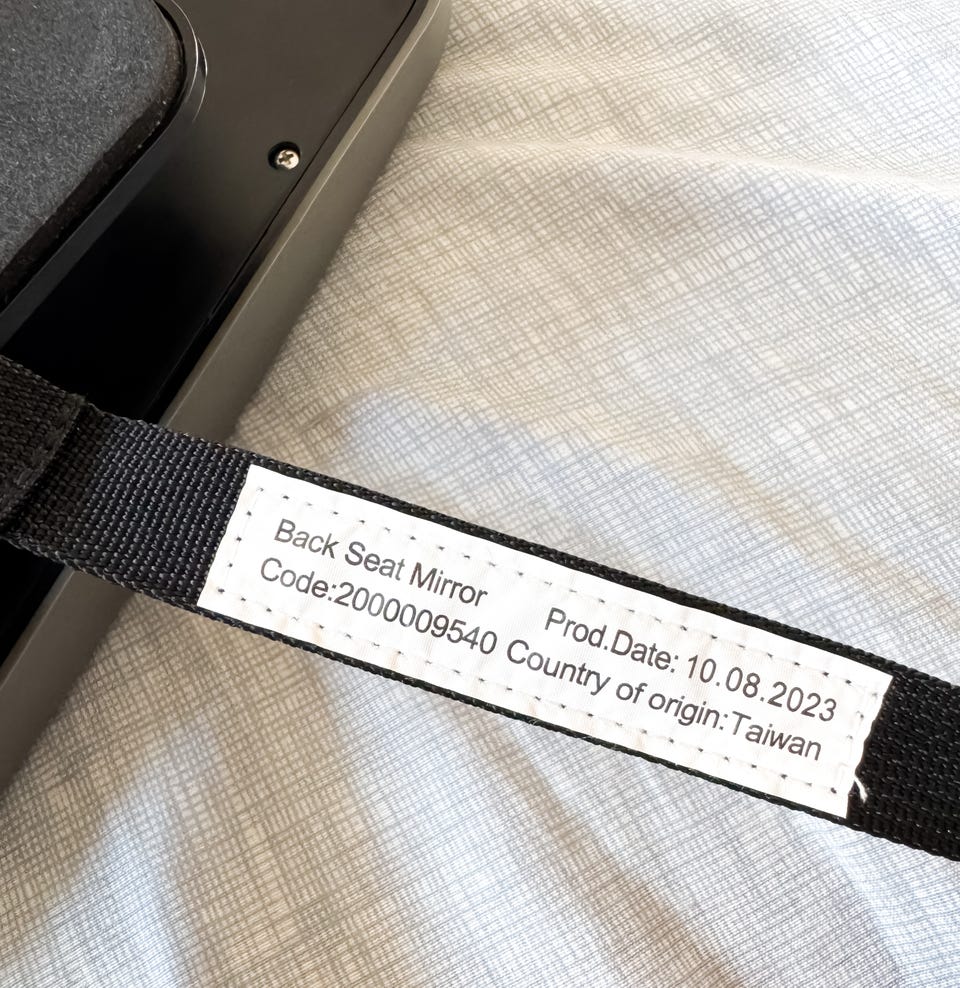 Back Seat Mirror Prod.Date: 10.08.2023
Code:2000009540 Country of origin:Taiwan